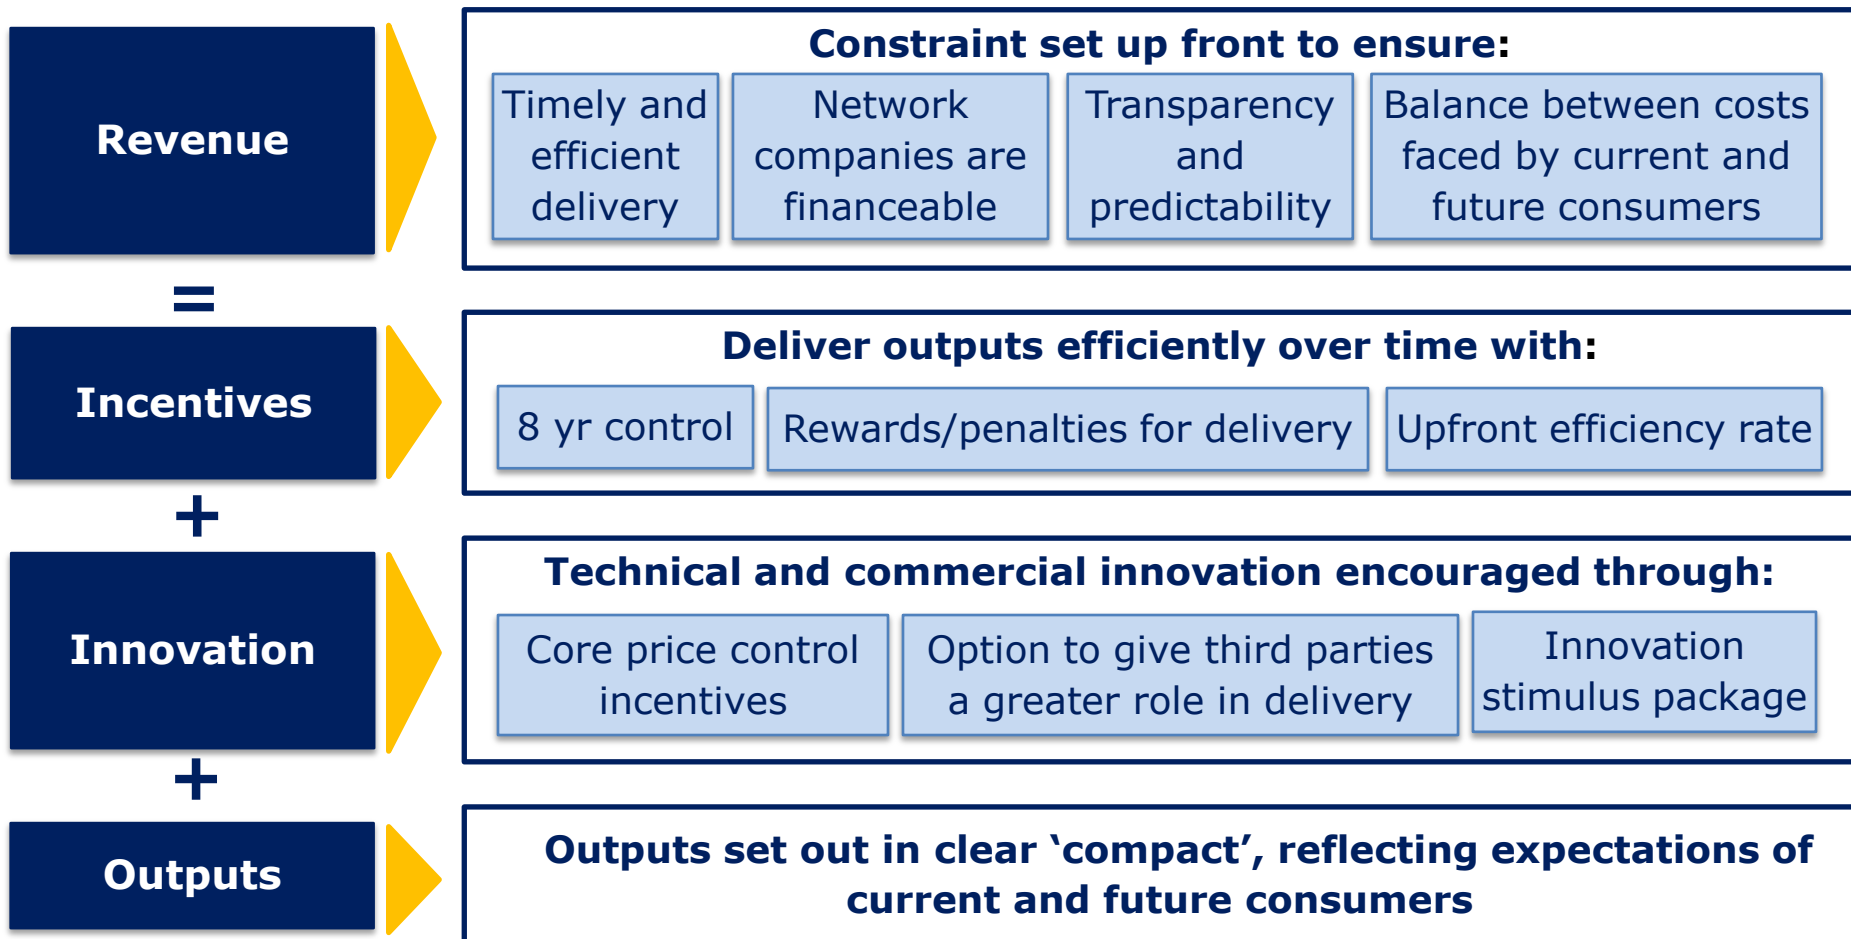 Revenue
Constraint set up front to ensure:
Timely and
efficient
delivery
Network
companies are
financeable
Transparency
and
predictability
Balance between costs
faced by current and
future consumers
=
Incentives
Deliver outputs efficiently over time with:
8 yr control
Rewards/penalties for delivery
Upfront efficiency rate
+
Innovation
Technical and commercial innovation encouraged through:
Core price control
incentives
Option to give third parties
a greater role in delivery
Innovation
stimulus package
+
Outputs
Outputs set out in clear ‘compact’, reflecting expectations of
current and future consumers